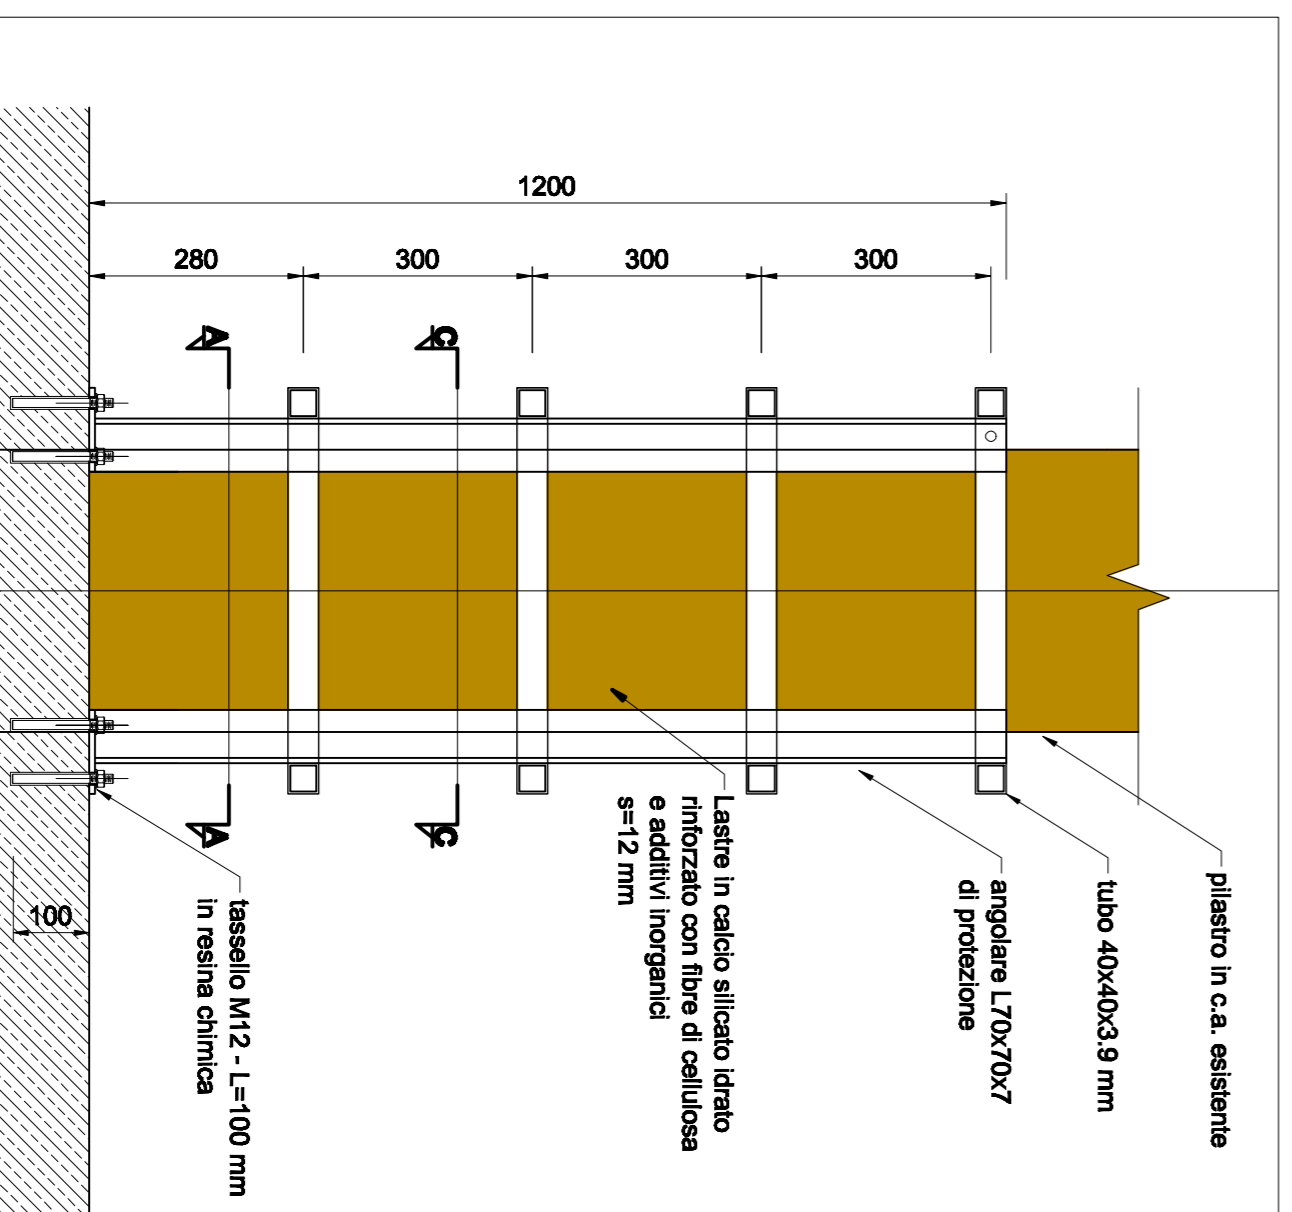 1200
280
300
300
300
A
C
A
C
pilastro in c.a. esistente
tubo 40x40x3.9 mm
angolare L70x70x7
di protezione
Lastre in calcio silicato idrato
rinforzato con fibre di cellulosa
e additivi inorganici
s=12 mm
tassello M12 - L=100 mm
in resina chimica
100